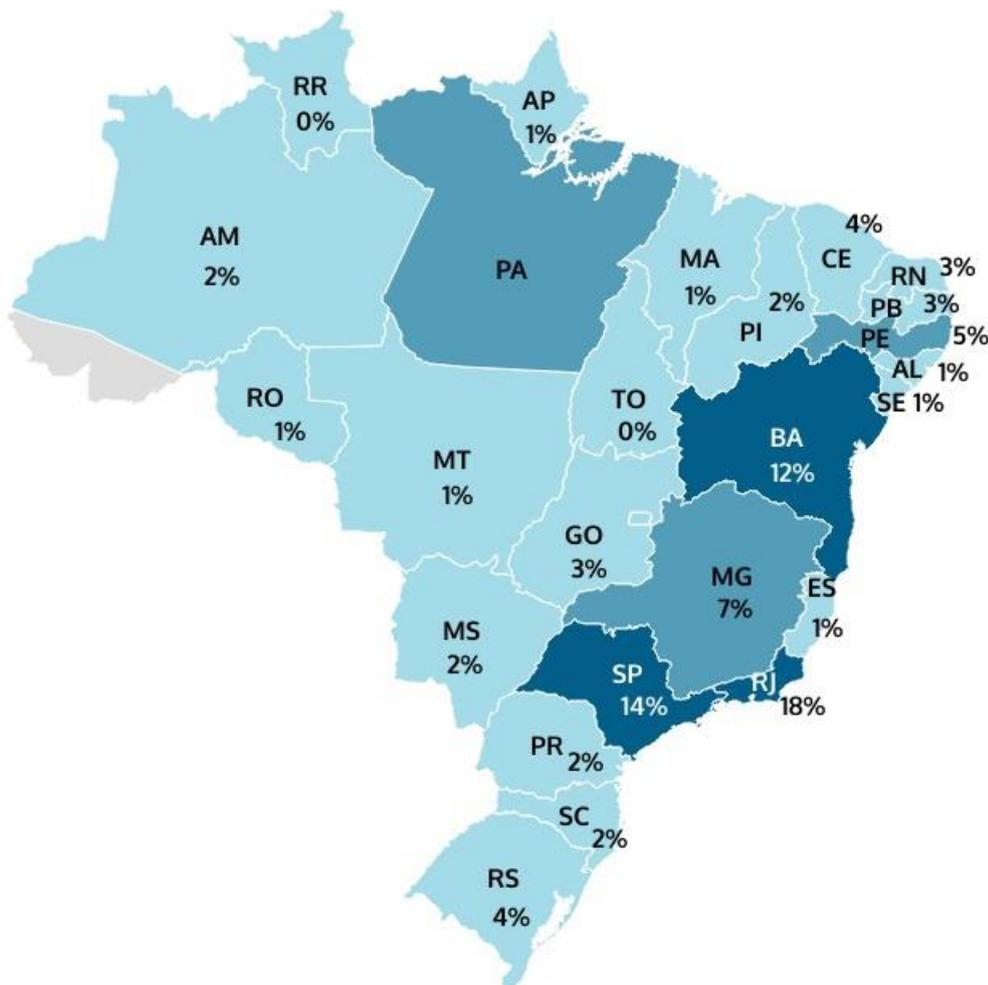 RR
0%
AP
1%
AM
2%
PA
MA
1%
PI
2%
CE
4%
RN
3%
PB
3%
PE
5%
AL
1%
SE 1%
RO
1%
TO
0%
BA
12%
MT
1%
GO
3%
MG
7%
ES
1%
MS
2%
SP
14%
RJ
18%
PR 2%
SC
2%
RS
4%